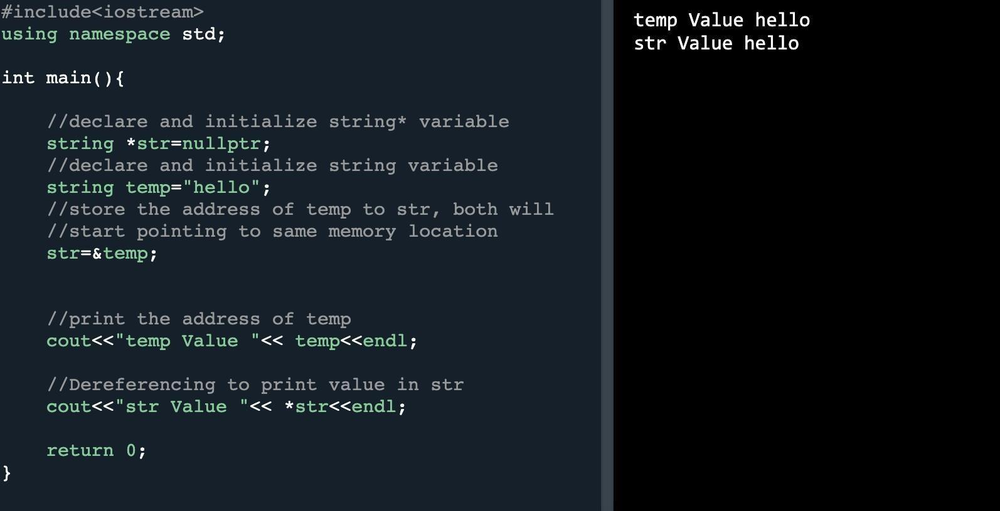 #include<iostream>
using namespace std;
int main(){
//declare and initialize string* variable
string *str=nullptr;
//declare and initialize string variable
string temp="hello";
//store the address of temp to str, both will
//start pointing to same memory location
str=&temp;
//print the address of temp
cout<<"temp Value "<< temp<<endl;
//Dereferencing to print value in str
cout<<"str Value "<< *str<<endl;
return 0;
}
temp Value hello
str Value hello